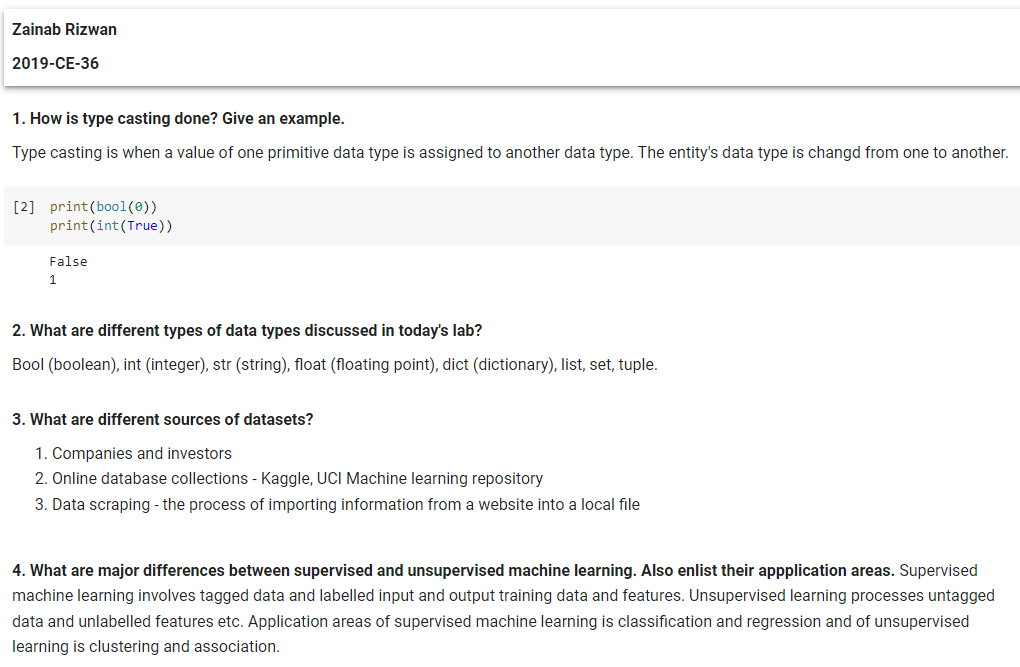 Zainab Rizwan
2019-CE-36
1. How is type casting done? Give an example.
Type casting is when a value of one primitive data type is assigned to another data type. The entity's data type is changd from one to another.
[2] print(bool(0))
print(int(True))
False
1
2. What are different types of data types discussed in today's lab?
Bool (boolean), int (integer), str (string), float (floating point), dict (dictionary), list, set, tuple.
3. What are different sources of datasets?
1. Companies and investors
2. Online database collections - Kaggle, UCI Machine learning repository
3. Data scraping - the process of importing information from a website into a local file
4. What are major differences between supervised and unsupervised machine learning. Also enlist their appplication areas. Supervised
machine learning involves tagged data and labelled input and output training data and features. Unsupervised learning processes untagged
data and unlabelled features etc. Application areas of supervised machine learning is classification and regression and of unsupervised
learning is clustering and association.